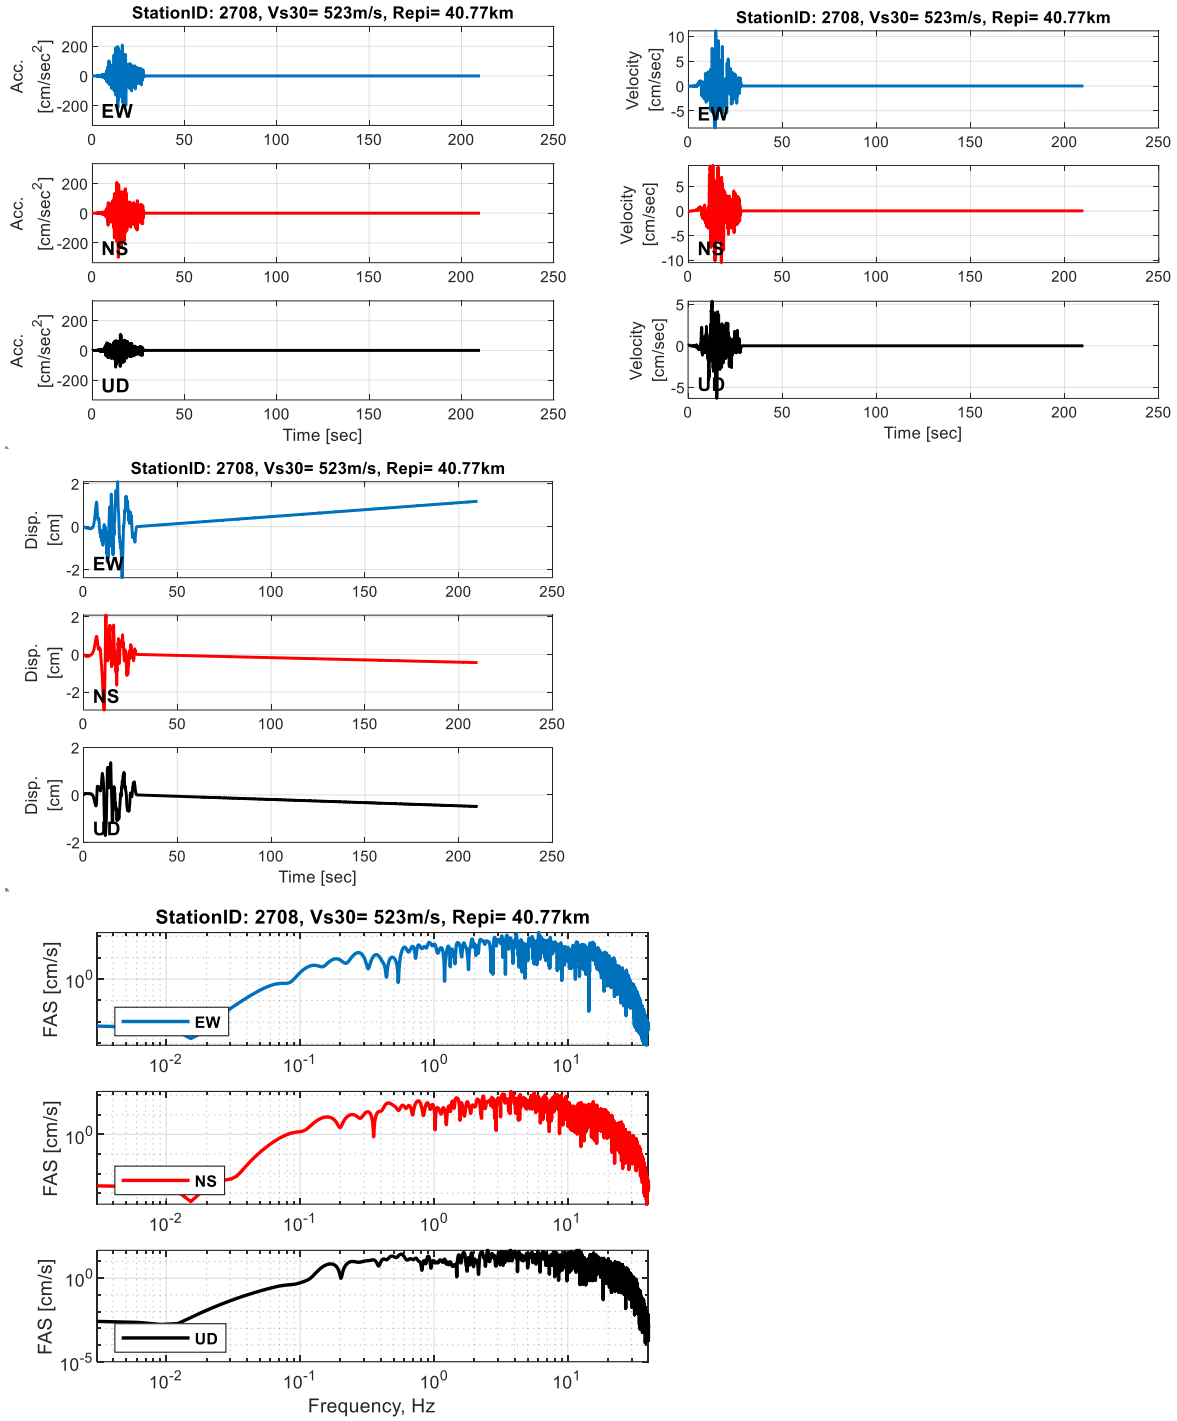 StationID: 2708, Vs30= 523m/s, Repi= 40.77km
Acc.
[cm/sec2]
200
0
-200
EW
0 50 100 150 200 250
Acc.
[cm/sec2]
200
0
-200
NS
0 50 100 150 200 250
Acc.
[cm/sec2]
200
0
-200
UD
0 50 100 150 200 250
Time [sec]
StationID: 2708, Vs30= 523m/s, Repi= 40.77km
Velocity
[cm/sec]
10
5
0
-5
EW
0 50 100 150 200 250
Velocity
[cm/sec]
5
0
-5
-10
NS
0 50 100 150 200 250
Velocity
[cm/sec]
5
0
-5
UD
0 50 100 150 200 250
Time [sec]
StationID: 2708, Vs30= 523m/s, Repi= 40.77km
Disp.
[cm]
2
0
-2
EW
0 50 100 150 200 250
Disp.
[cm]
2
0
-2
NS
0 50 100 150 200 250
Disp.
[cm]
2
0
-2
UD
0 50 100 150 200 250
Time [sec]
StationID: 2708, Vs30= 523m/s, Repi= 40.77km
FAS [cm/s]
10^0
EW
10^-2 10^-1 10^0 10^1
FAS [cm/s]
10^0
NS
10^-2 10^-1 10^0 10^1
FAS [cm/s]
10^0
10^-5
UD
10^-2 10^-1 10^0 10^1
Frequency, Hz